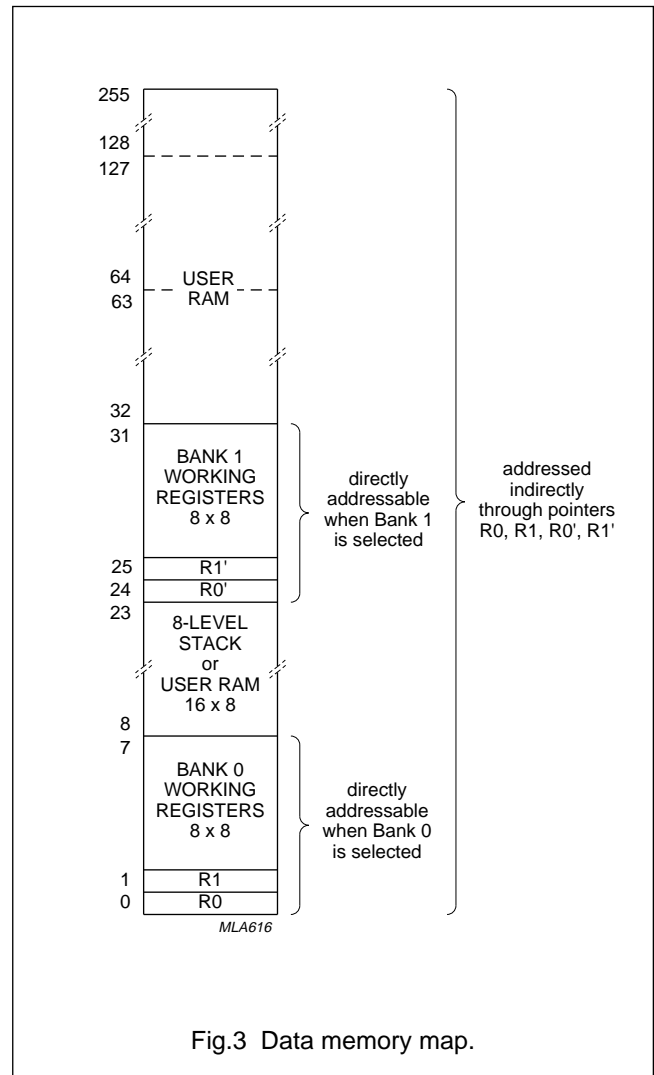 255
128
127
64
63
USER
RAM
32
31
BANK 1
WORKING
REGISTERS
8 x 8
directly
addressable
when Bank 1
is selected
addressed
indirectly
through pointers
R0, R1, R0', R1'
25
R1'
24
R0'
23
8-LEVEL
STACK
or
USER RAM
16 x 8
8
7
BANK 0
WORKING
REGISTERS
8 x 8
directly
addressable
when Bank 0
is selected
1
R1
0
R0
MLA616
Fig.3 Data memory map.